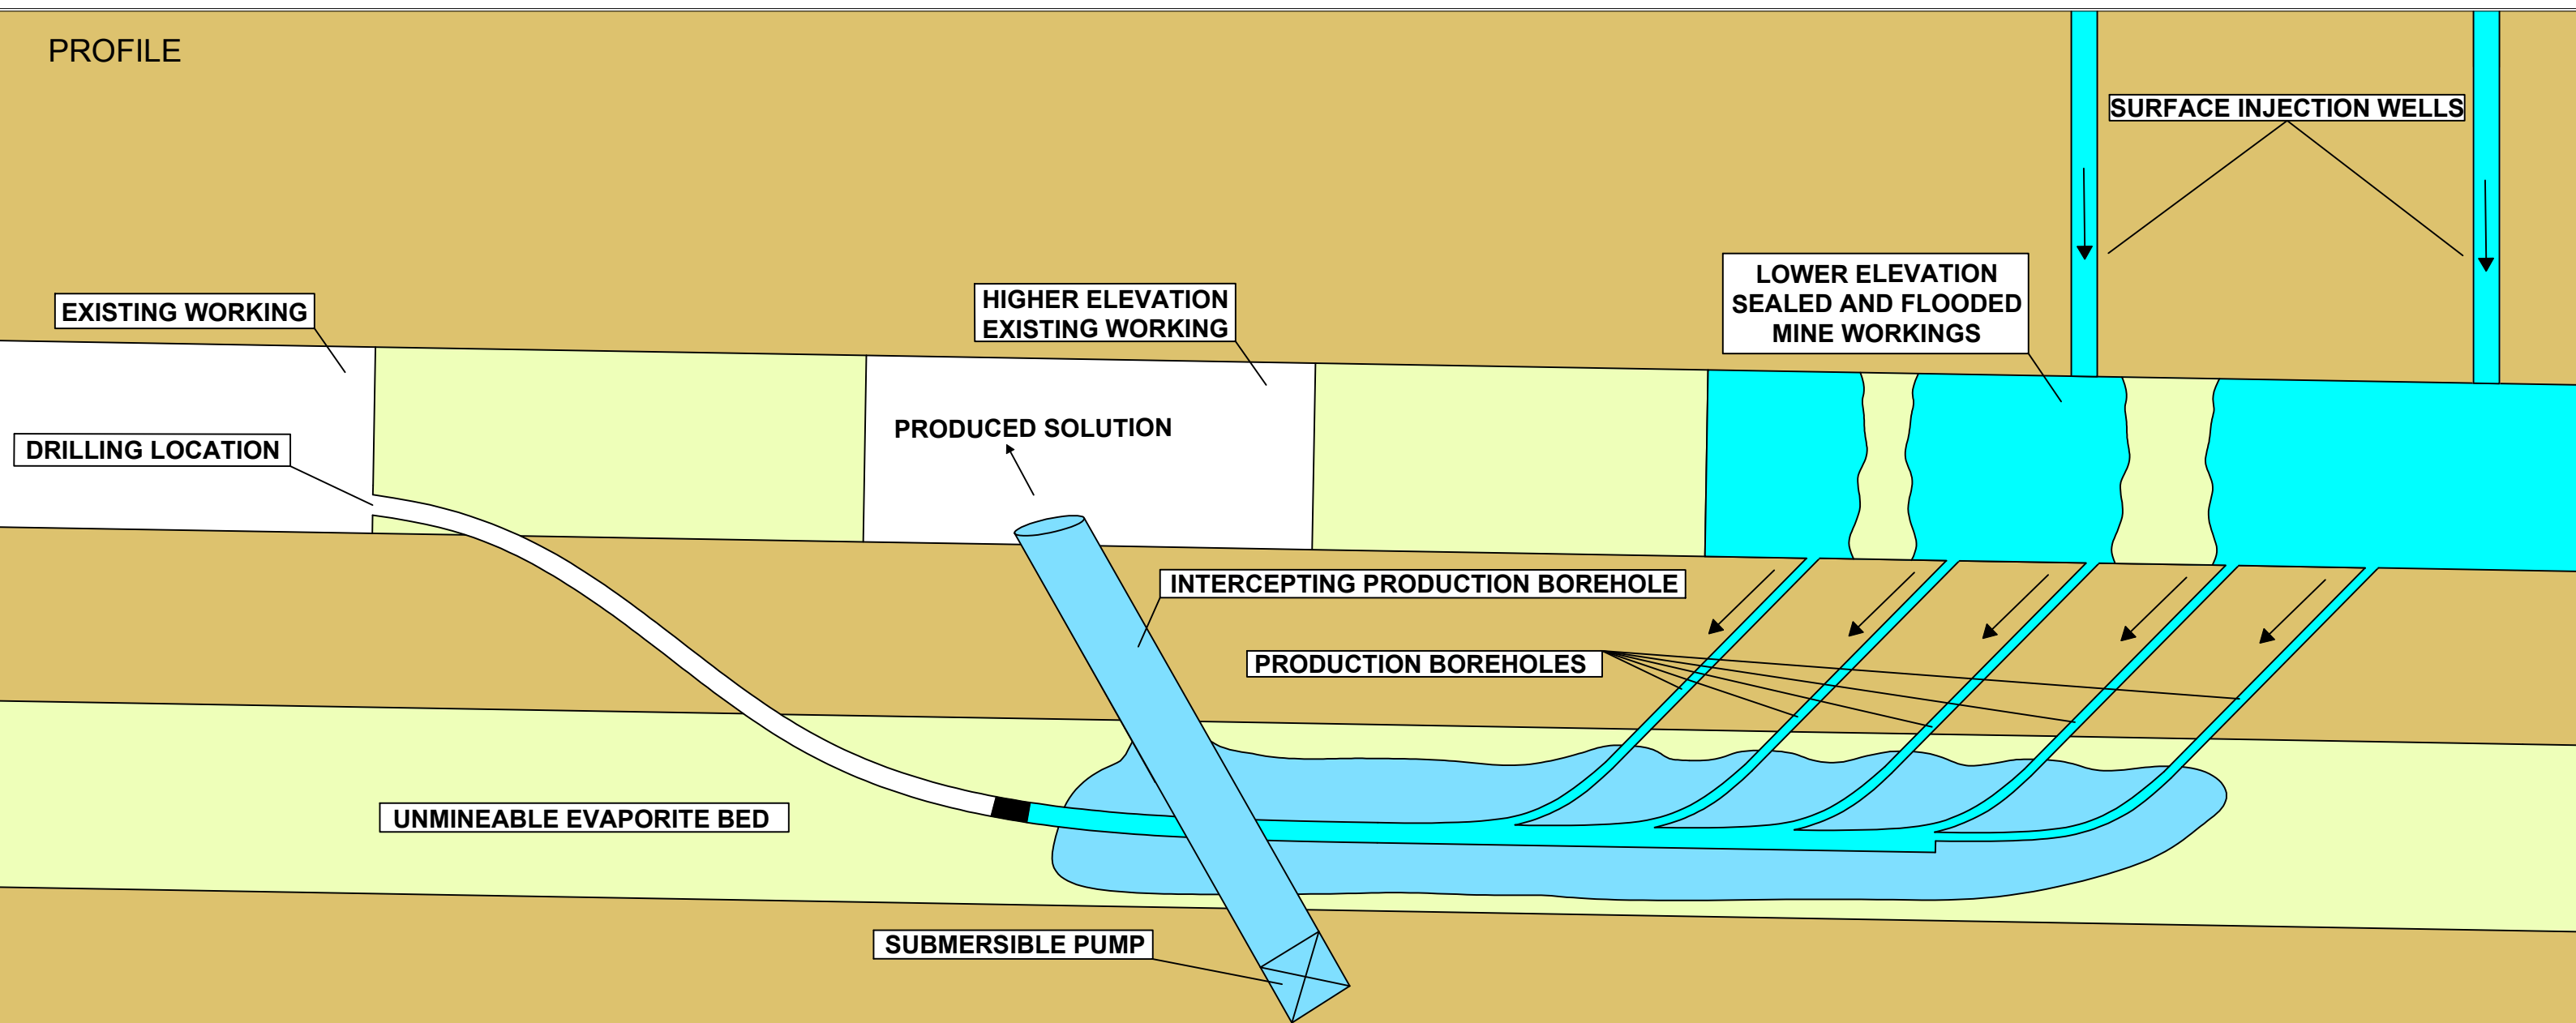 PROFILE
SURFACE INJECTION WELLS
LOWER ELEVATION
SEALED AND FLOODED
MINE WORKINGS
HIGHER ELEVATION
EXISTING WORKING
EXISTING WORKING
PRODUCED SOLUTION
DRILLING LOCATION
INTERCEPTING PRODUCTION BOREHOLE
PRODUCTION BOREHOLES
UNMINEABLE EVAPORITE BED
SUBMERSIBLE PUMP